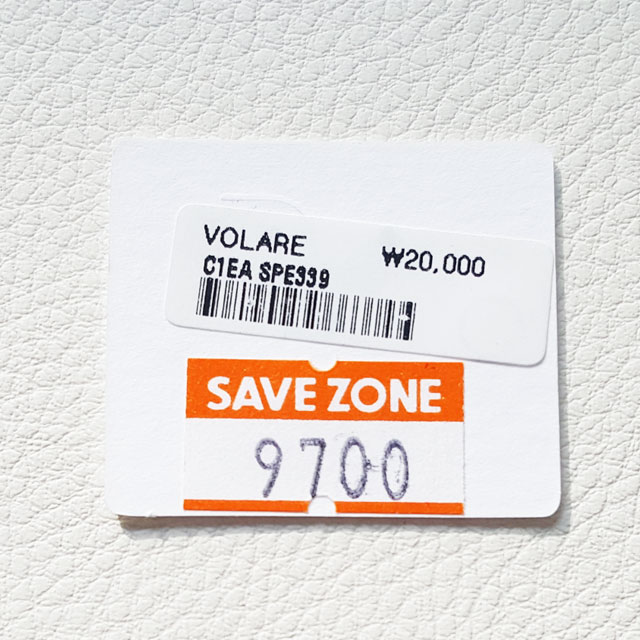 VOLARE
₩20,000
C1EA SPE339
SAVE ZONE
9700